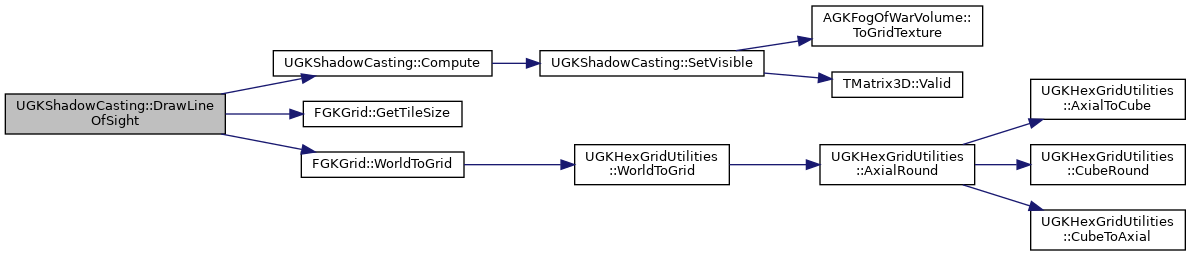 UGKShadowCasting::DrawLine
OfSight
UGKShadowCasting::Compute
FGKGrid::GetTileSize
FGKGrid::WorldToGrid
UGKShadowCasting::SetVisible
UGKHexGridUtilities
::WorldToGrid
AGKFogOfWarVolume::
ToGridTexture
TMatrix3D::Valid
UGKHexGridUtilities
::AxialRound
UGKHexGridUtilities
::AxialToCube
UGKHexGridUtilities
::CubeRound
UGKHexGridUtilities
::CubeToAxial